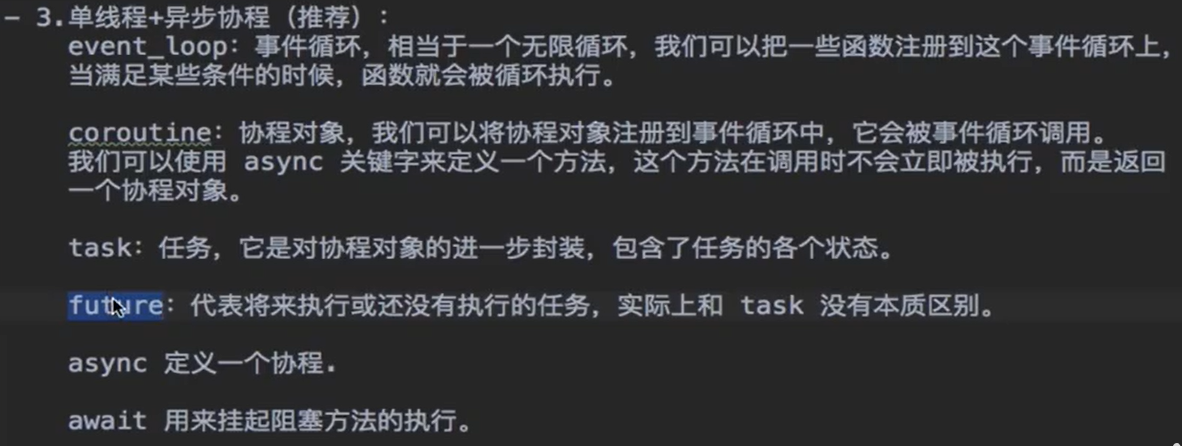 - 3.单线程+异步协程（推荐）：
event_loop：事件循环，相当于一个无限循环，我们可以把一些函数注册到这个事件循环上，
当满足某些条件的时候，函数就会被循环执行。
coroutine：协程对象，我们可以将协程对象注册到事件循环中，它会被事件循环调用。
我们可以使用 async 关键字来定义一个方法，这个方法在调用时不会立即被执行，而是返回
一个协程对象。
task：任务，它是对协程对象的进一步封装，包含了任务的各个状态。
future：代表将来执行或还没有执行的任务，实际上和 task 没有本质区别。
async 定义一个协程.
await 用来挂起阻塞方法的执行。